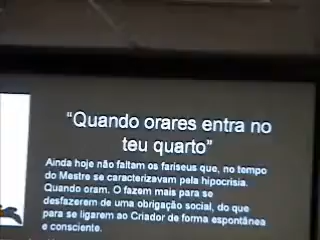 “Quando orares entra no
teu quarto”
Ainda hoje não faltam os fariseus que, no tempo
do Mestre se caracterizavam pela hipocrisia.
Quando oram. O fazem mais para se
desfazerem de uma obrigação social, do que
para se ligarem ao Criador de forma espontânea
e consciente.